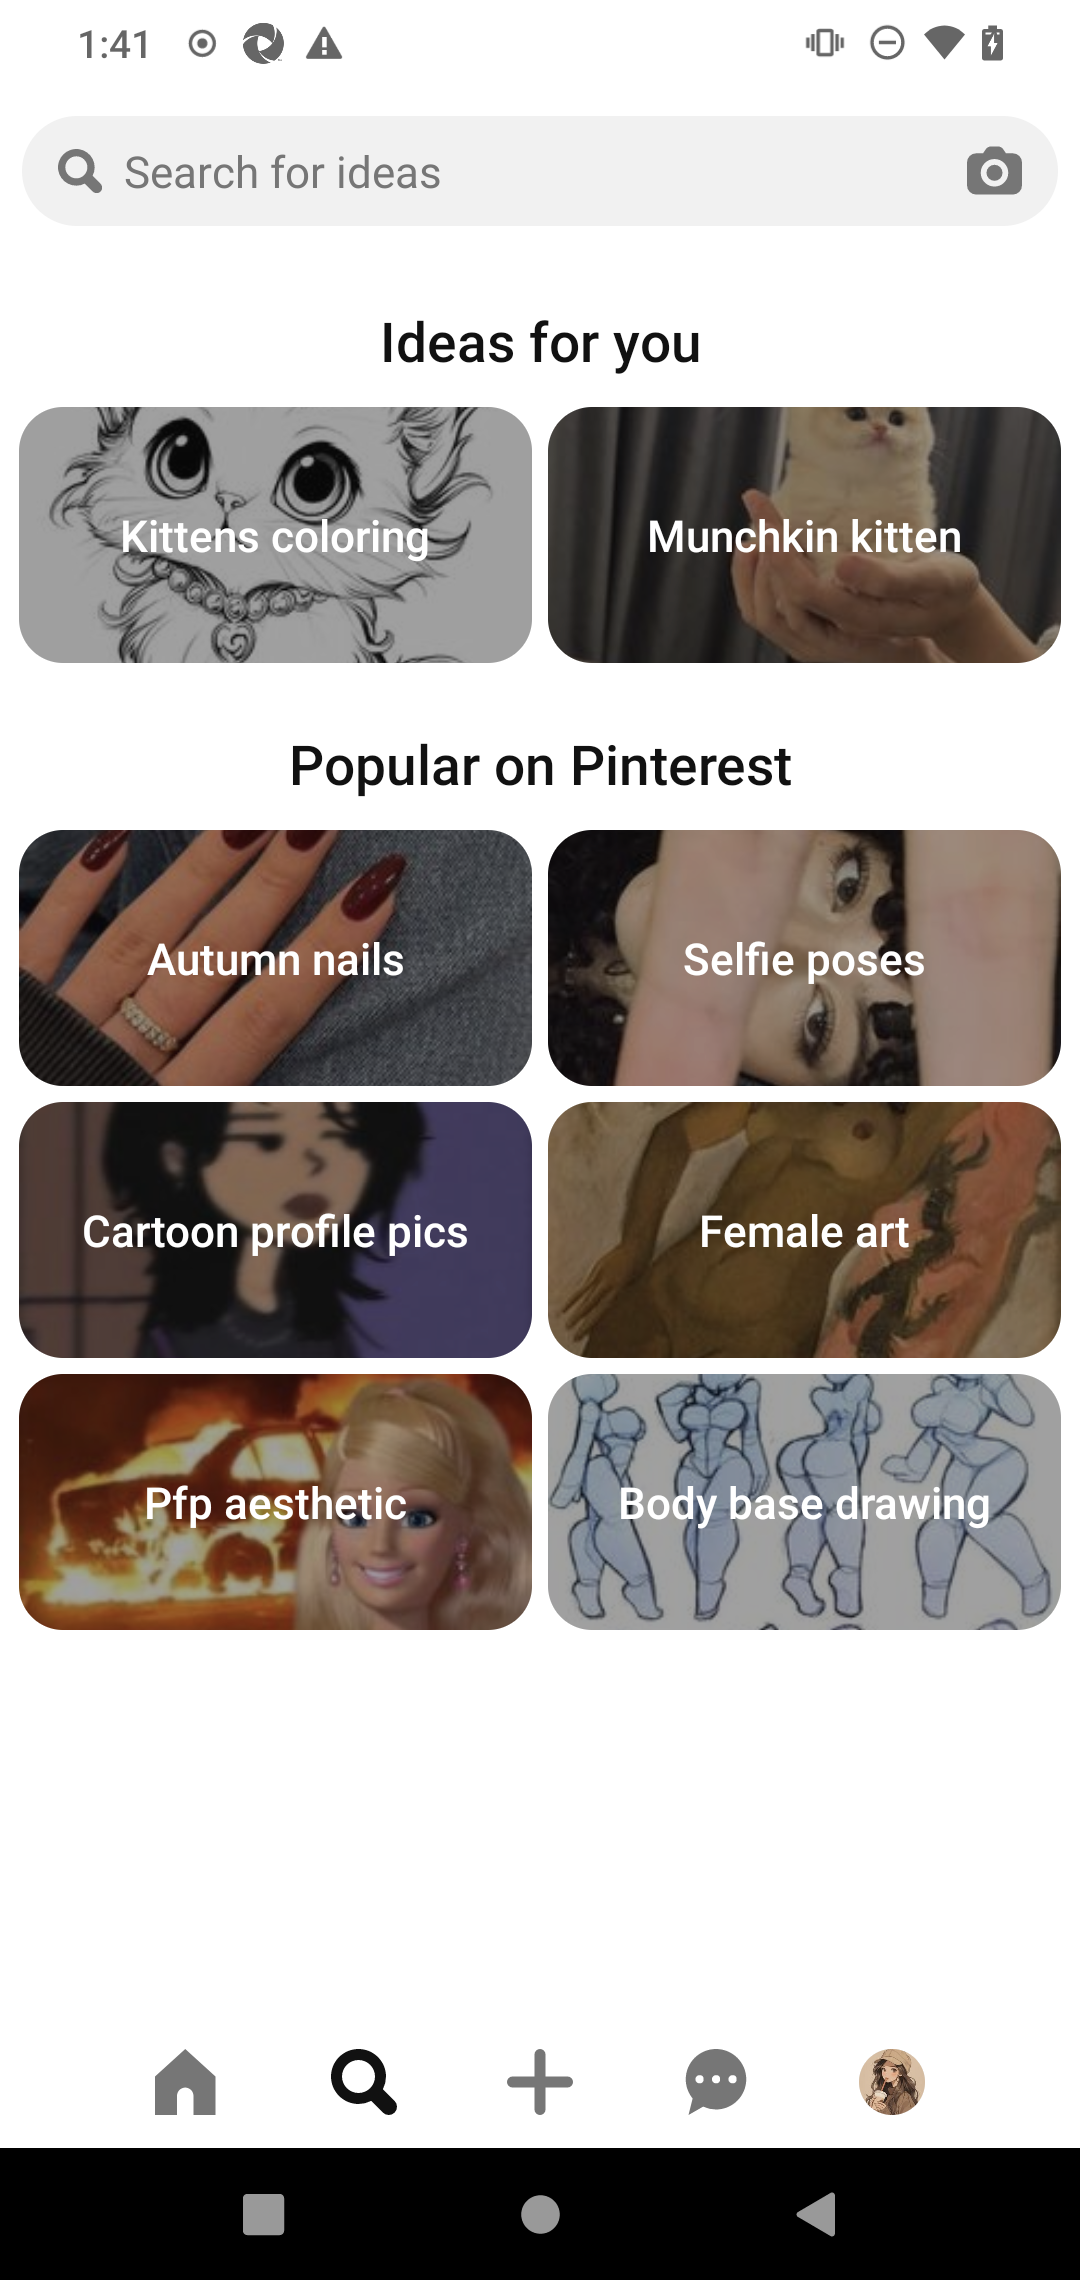 1:41
Search for ideas
Ideas for you
Kittens coloring
Munchkin kitten
Popular on Pinterest
Autumn nails
Selfie poses
Cartoon profile pics
Female art
Pfp aesthetic
Body base drawing